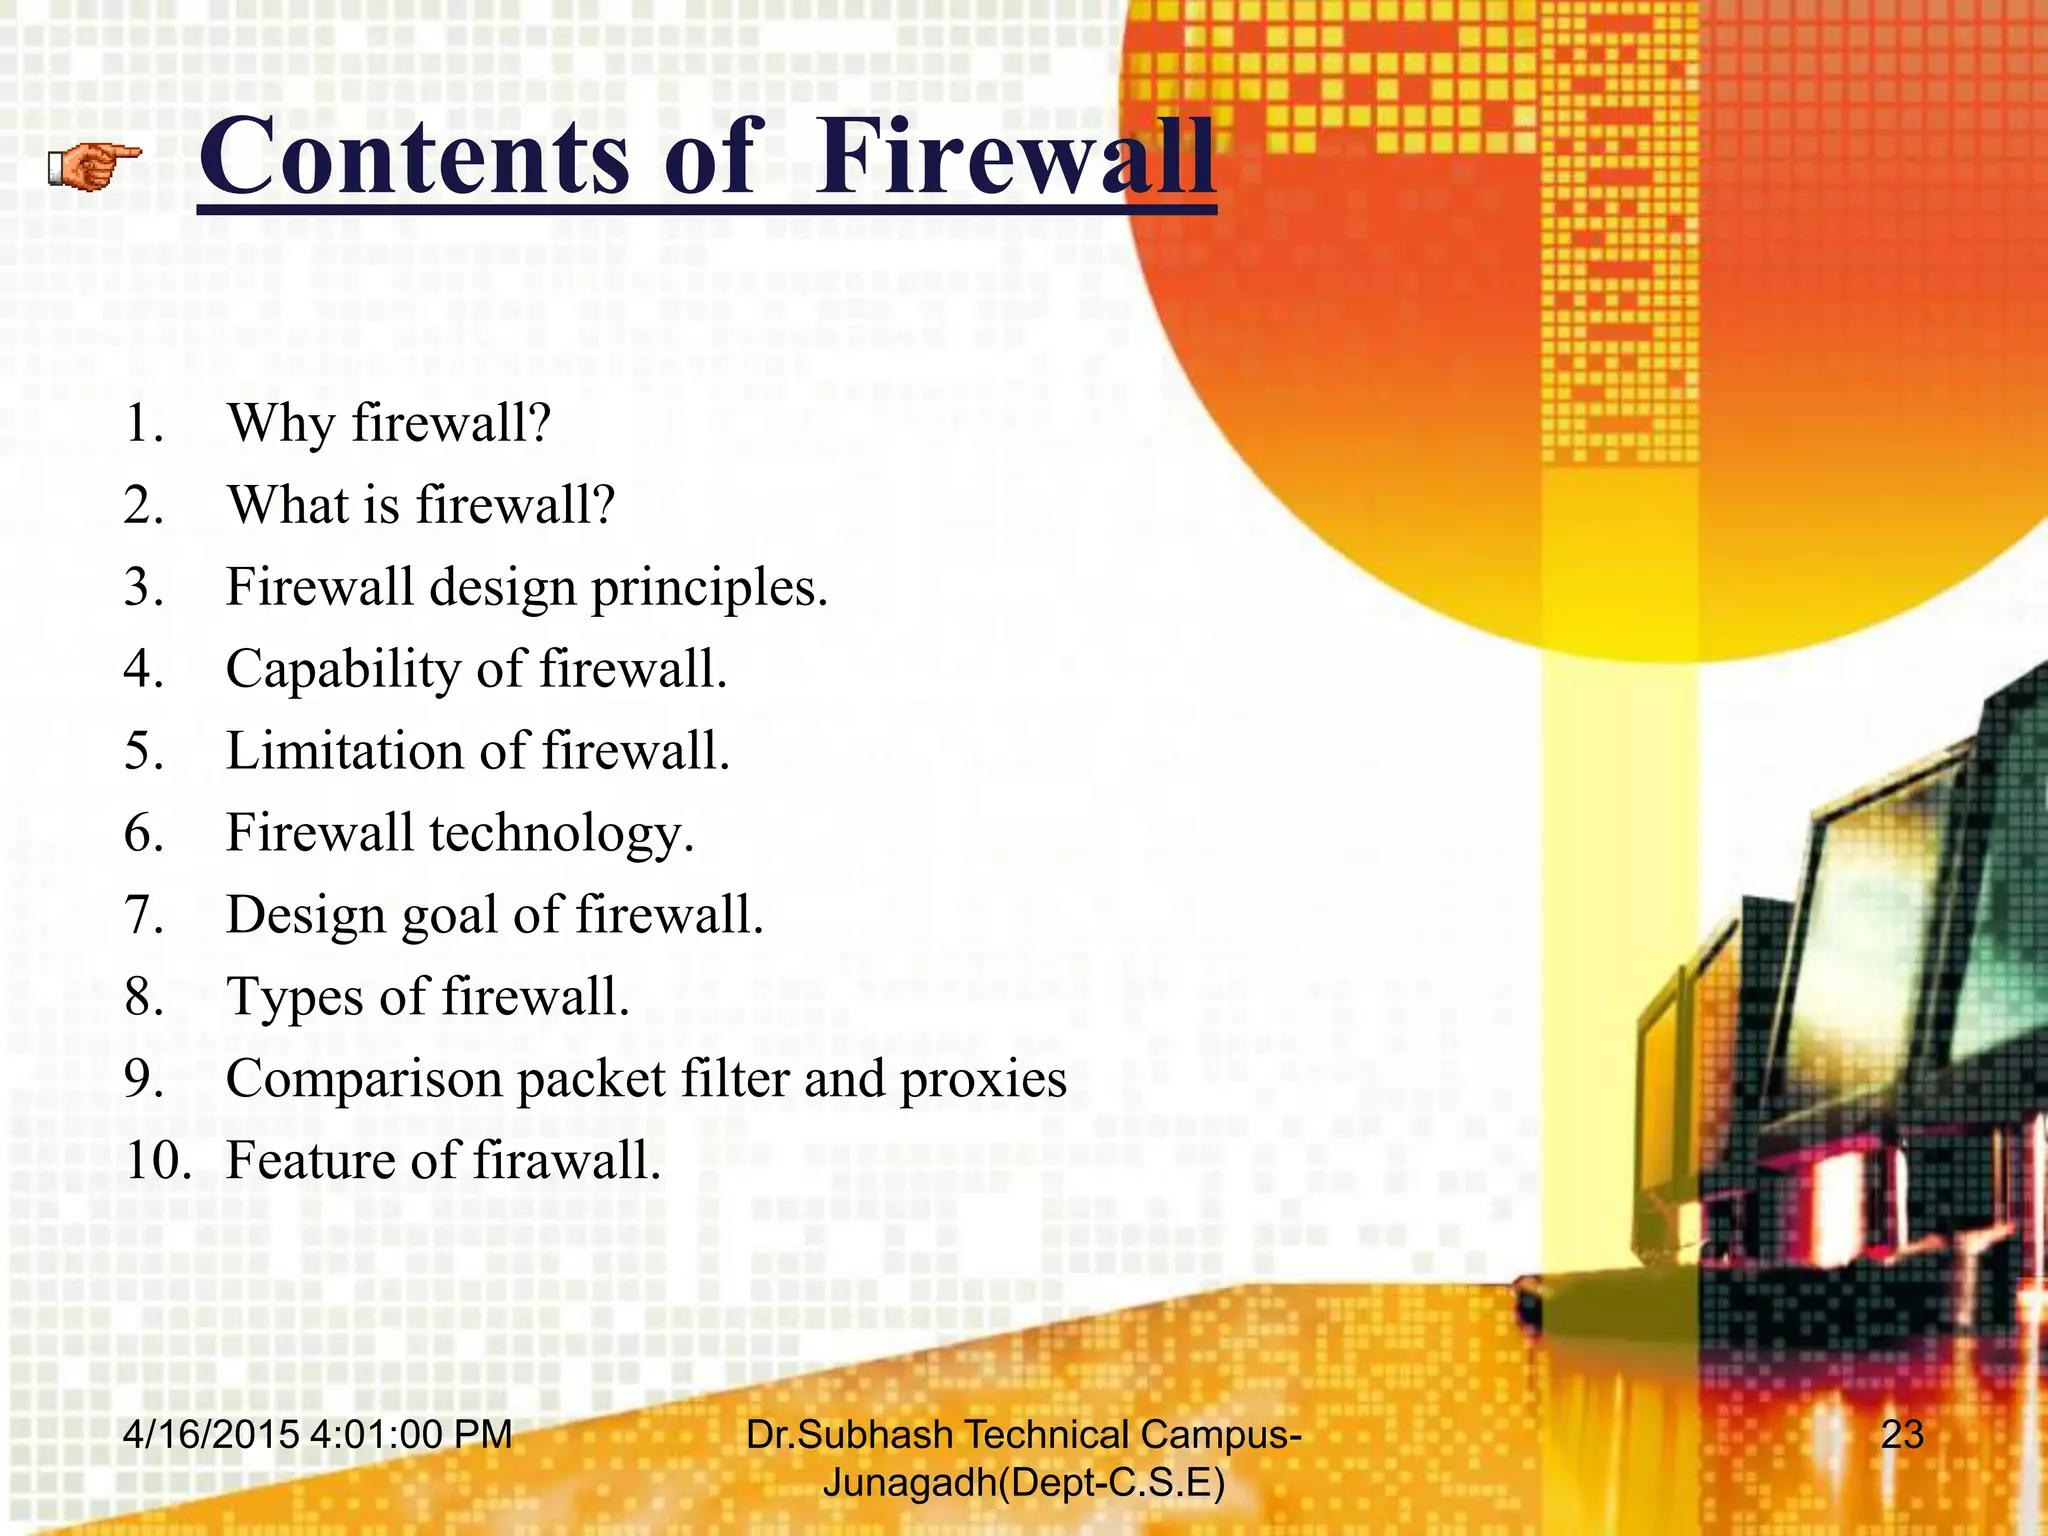 Contents of Firewall
1. Why firewall?
2. What is firewall?
3. Firewall design principles.
4. Capability of firewall.
5. Limitation of firewall.
6. Firewall technology.
7. Design goal of firewall.
8. Types of firewall.
9. Comparison packet filter and proxies
10. Feature of firawall.
4/16/2015 4:01:00 PM
Dr.Subhash Technical Campus-
Junagadh(Dept-C.S.E)
23